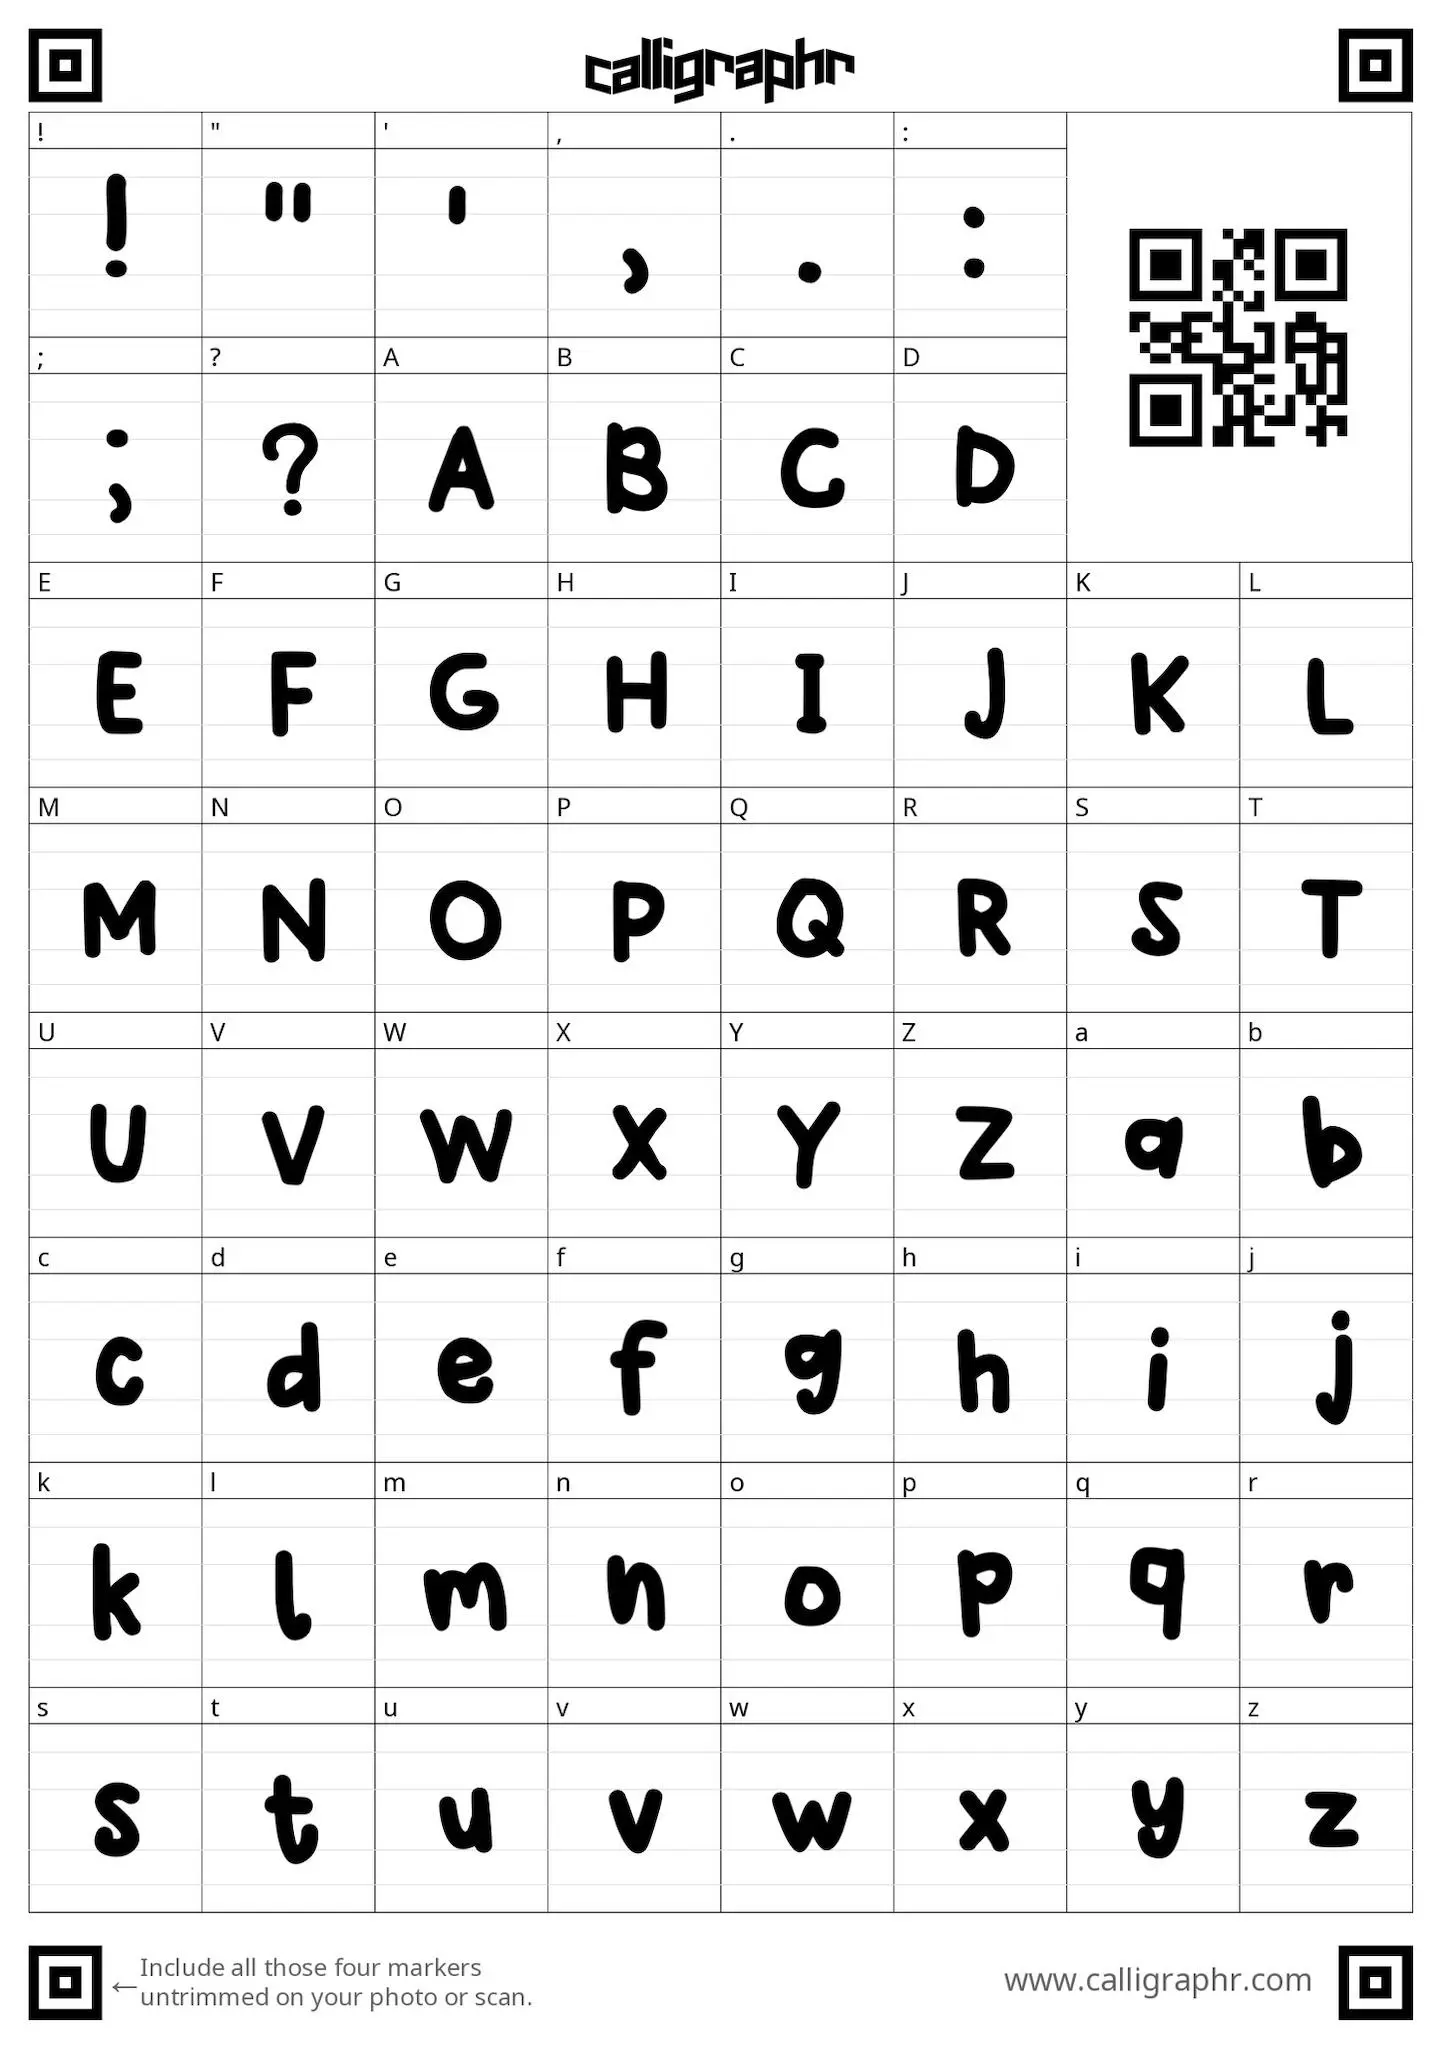 calligraphr
! " ' , . :
! " ' , . :
; ? A B C D
; ? A B C D
E F G H I J K L
E F G H I J K L
M N O P Q R S T
M N O P Q R S T
U V W X Y Z a b
U V W X Y Z a b
c d e f g h i j
c d e f g h i j
k l m n o p q r
k l m n o p q r
s t u v w x y z
s t u v w x y z
←Include all those four markers
untrimmed on your photo or scan.
www.calligraphr.com